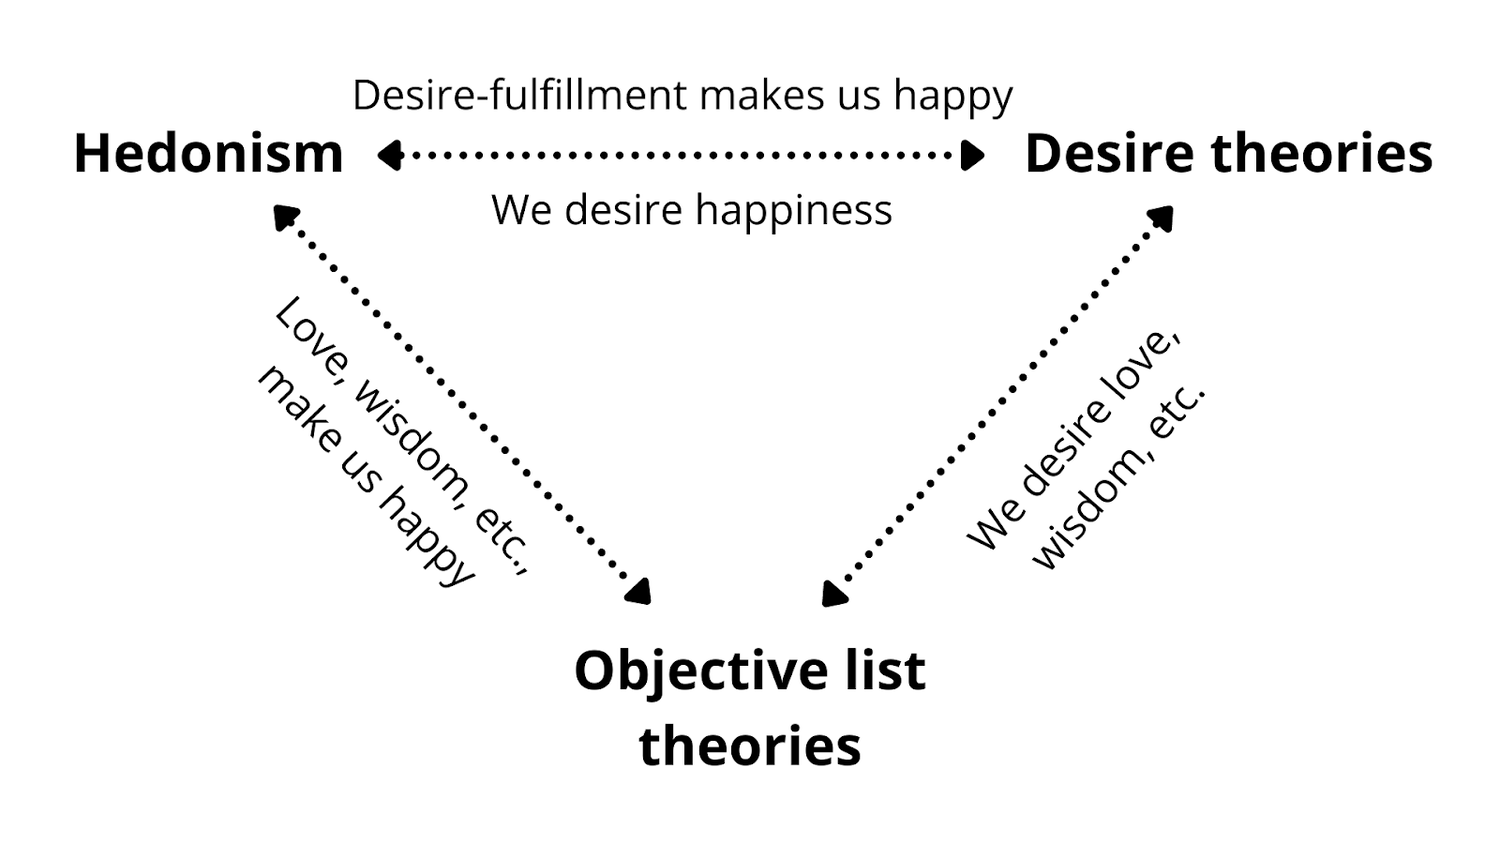 Desire-fulfillment makes us happy
Hedonism
Desire theories
We desire happiness
Love, wisdom, etc.,
make us happy
We desire love,
wisdom, etc.
Objective list
theories